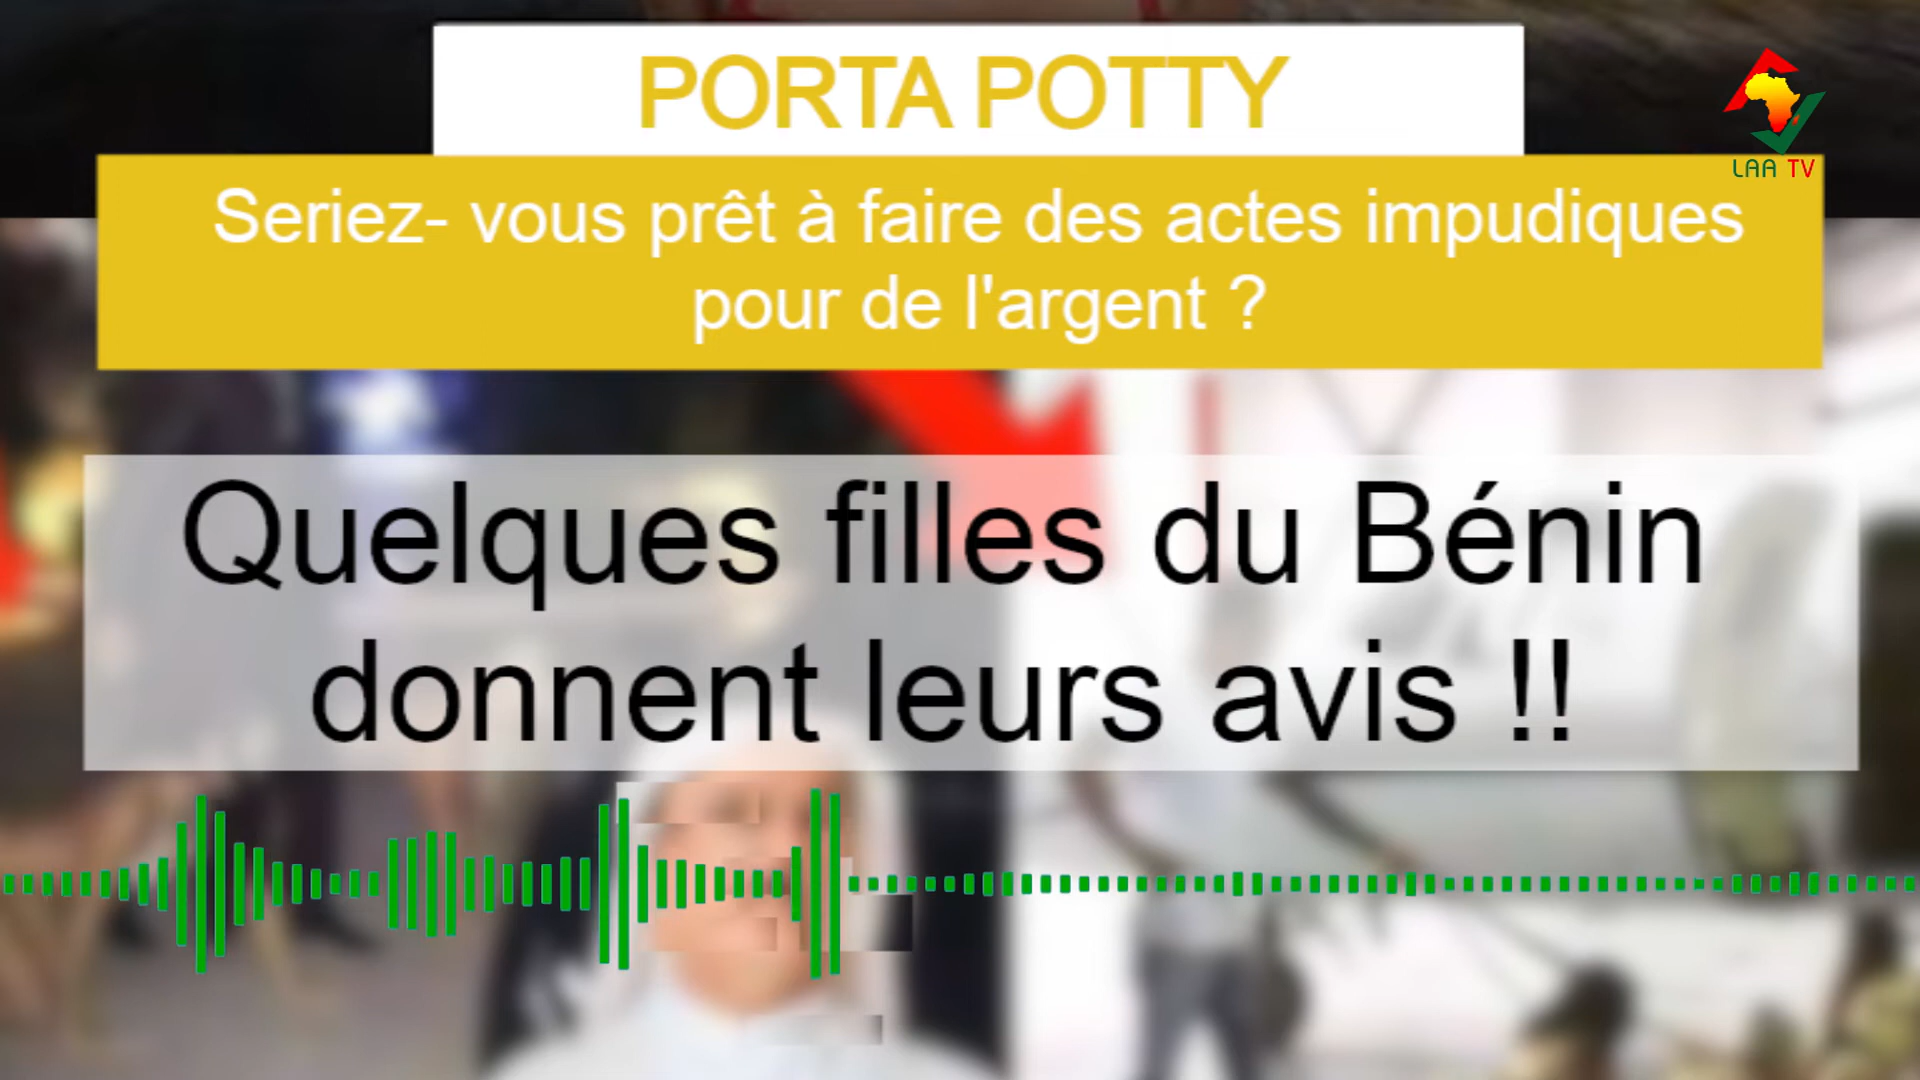 PORTA POTTY
LAA TV
Seriez- vous prêt à faire des actes impudiques
pour de l'argent ?
Quelques filles du Bénin
donnent leurs avis !!